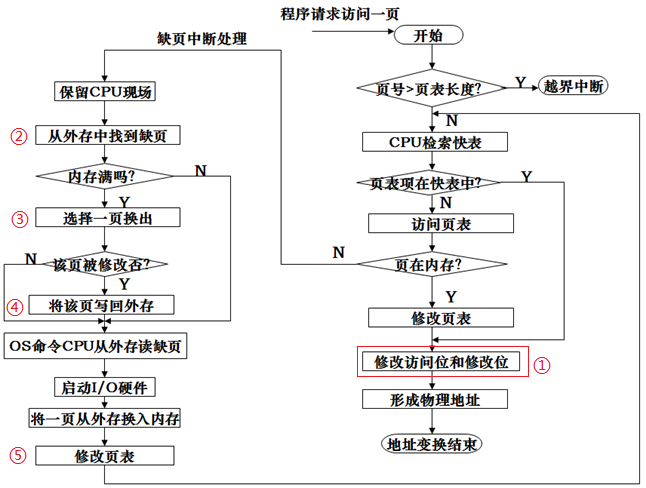 程序请求访问一页
开始
缺页中断处理
页号>页表长度?
Y
越界中断
保留CPU现场
N
② 从外存中找到缺页
CPU检索快表
内存满吗?
N
页表项在快表中?
Y
Y
N
③ 选择一页换出
访问页表
N
该页被修改否?
N
页在内存?
Y
Y
④ 将该页写回外存
修改页表
OS命令CPU从外存读缺页
修改访问位和修改位 ①
启动I/O硬件
形成物理地址
将一页从外存换入内存
地址变换结束
⑤ 修改页表